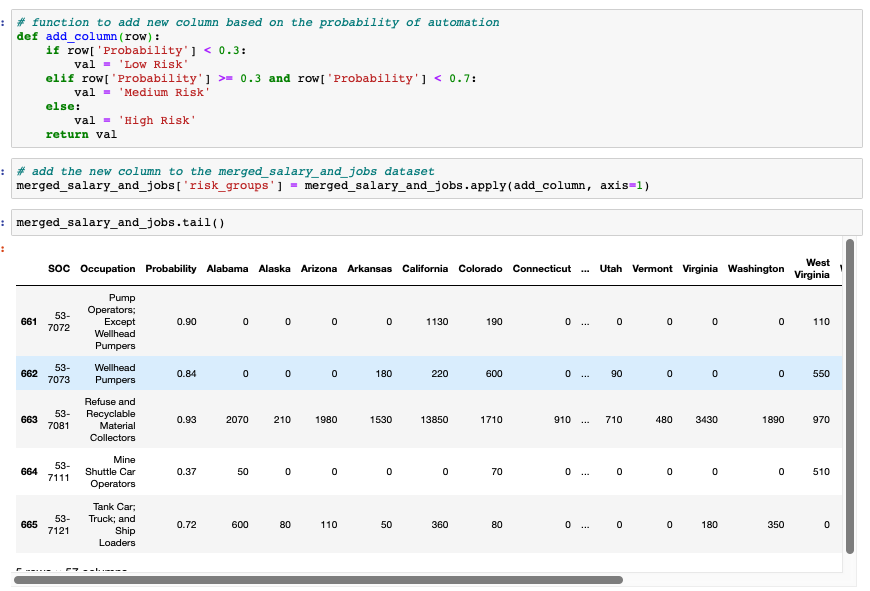 # function to add new column based on the probability of automation
def add_column(row):
    if row['Probability'] < 0.3:
        val = 'Low Risk'
    elif row['Probability'] >= 0.3 and row['Probability'] < 0.7:
        val = 'Medium Risk'
    else:
        val = 'High Risk'
    return val
# add the new column to the merged_salary_and_jobs dataset
merged_salary_and_jobs['risk_groups'] = merged_salary_and_jobs.apply(add_column, axis=1)
merged_salary_and_jobs.tail()
SOC Occupation Probability Alabama Alaska Arizona Arkansas California Colorado Connecticut ... Utah Vermont Virginia Washington West
Virginia
Pump
Operators;
661 53-7072 Except 0.90 0 0 0 0 1130 190 0 ... 0 0 0 0 110
Wellhead
Pumpers
662 53-7073 Wellhead 0.84 0 0 0 180 220 600 0 ... 90 0 0 0 550
Pumpers
Refuse and
Recyclable
663 53-7081 Material 0.93 2070 210 1980 1530 13850 1710 910 ... 710 480 3430 1890 970
Collectors
Mine
664 53-7111 Shuttle Car 0.37 50 0 0 0 0 70 0 ... 0 0 0 0 510
Operators
Tank Car;
Truck; and
665 53-7121 Ship 0.72 600 80 110 50 360 80 0 ... 0 0 180 350 0
Loaders